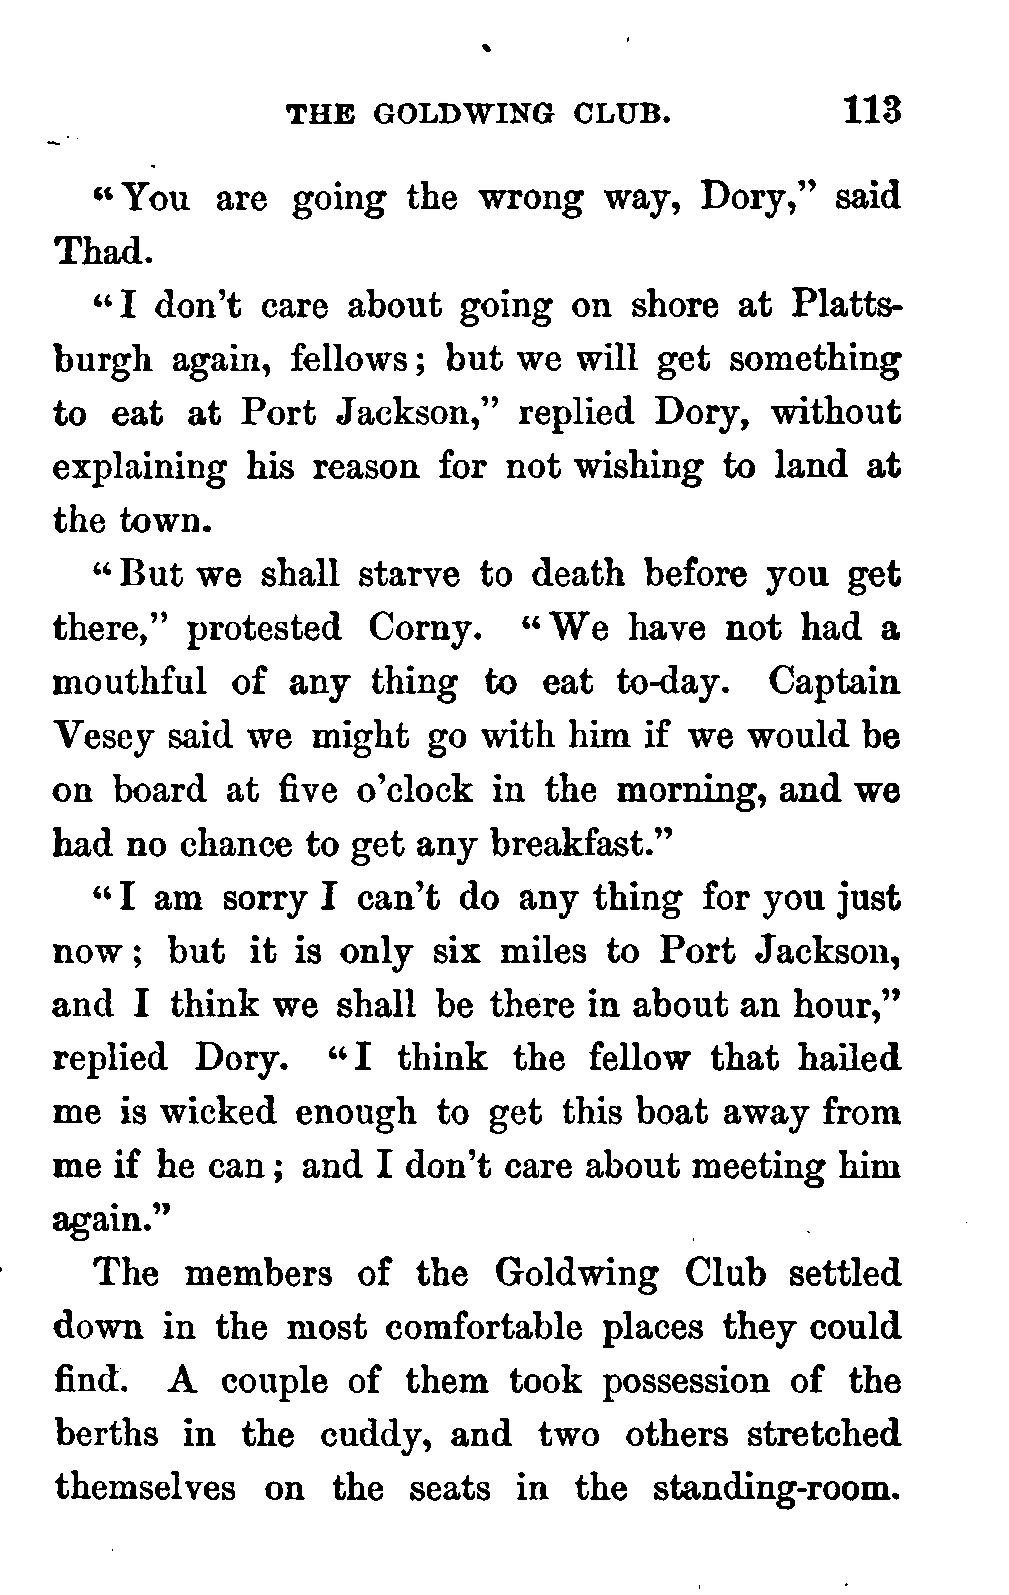 THE GOLDWING CLUB. 113
"You are going the wrong way, Dory," said
Thad.
"I don't care about going on shore at Platts-
burgh again, fellows; but we will get something
to eat at Port Jackson," replied Dory, without
explaining his reason for not wishing to land at
the town.
"But we shall starve to death before you get
there," protested Corny. "We have not had a
mouthful of any thing to eat to-day. Captain
Vesey said we might go with him if we would be
on board at five o'clock in the morning, and we
had no chance to get any breakfast."
"I am sorry I can't do any thing for you just
now; but it is only six miles to Port Jackson,
and I think we shall be there in about an hour,"
replied Dory. "I think the fellow that hailed
me is wicked enough to get this boat away from
me if he can; and I don't care about meeting him
again."
The members of the Goldwing Club settled
down in the most comfortable places they could
find. A couple of them took possession of the
berths in the cuddy, and two others stretched
themselves on the seats in the standing-room.